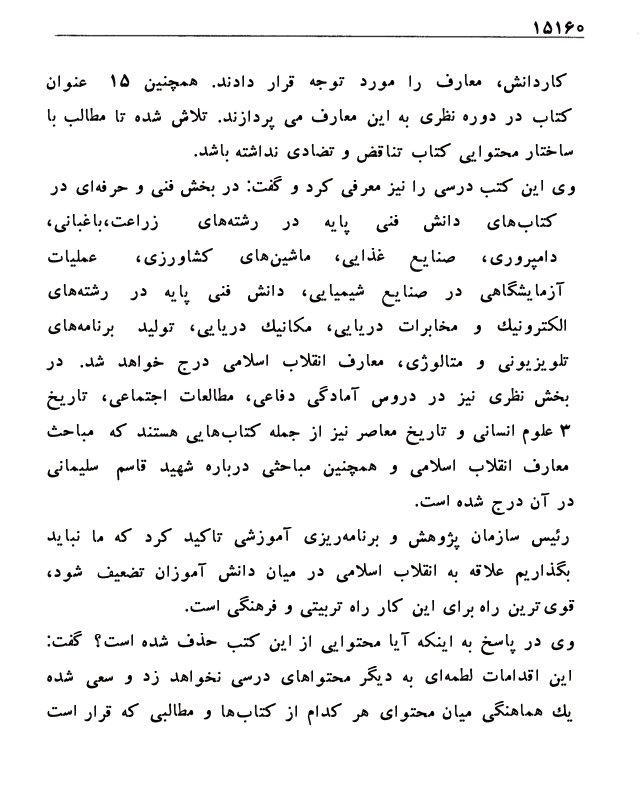 ۱۵۱۶۰
کاردانش، معارف را مورد توجه قرار دادند. همچنین ۱۵ عنوان
کتاب در دوره نظری به این معارف می پردازند. تلاش شده تا مطالب با
ساختار محتوایی کتاب تناقض و تضادی نداشته باشد.
وی این کتب درسی را نیز معرفی کرد و گفت: در بخش فنی و حرفه‌ای در
کتاب‌های دانش فنی پایه در رشته‌های زراعت،باغبانی،
دامپروری، صنایع غذایی، ماشین‌های کشاورزی، عملیات
آزمایشگاهی در صنایع شیمیایی، دانش فنی پایه در رشته‌های
الکترونیك و مخابرات دریایی، مکانیك دریایی، تولید برنامه‌های
تلویزیونی و متالوژی، معارف انقلاب اسلامی درج خواهد شد. در
بخش نظری نیز در دروس آمادگی دفاعی، مطالعات اجتماعی، تاریخ
۳ علوم انسانی و تاریخ معاصر نیز از جمله کتاب‌هایی هستند که مباحث
معارف انقلاب اسلامی و همچنین مباحثی درباره شهید قاسم سلیمانی
در آن درج شده است.
رئیس سازمان پژوهش و برنامه‌ریزی آموزشی تاکید کرد که ما نباید
بگذاریم علاقه به انقلاب اسلامی در میان دانش آموزان تضعیف شود،
قوی‌ترین راه برای این کار راه تربیتی و فرهنگی است.
وی در پاسخ به اینکه آیا محتوایی از این کتب حذف شده است؟ گفت:
این اقدامات لطمه‌ای به دیگر محتواهای درسی نخواهد زد و سعی شده
یك هماهنگی میان محتوای هر کدام از کتاب‌ها و مطالبی که قرار است